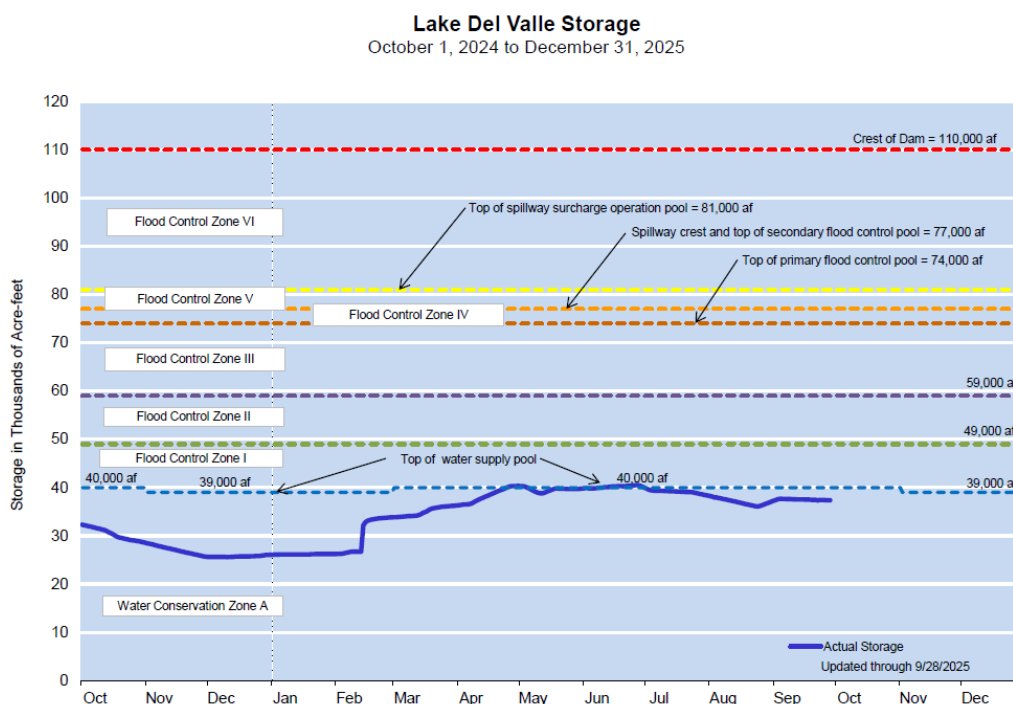 Lake Del Valle Storage
October 1, 2024 to December 31, 2025
Storage in Thousands of Acre-feet
120
110
100
90
80
70
60
50
40
30
20
10
0
Crest of Dam = 110,000 af
Flood Control Zone VI
Top of spillway surcharge operation pool = 81,000 af
Spillway crest and top of secondary flood control pool = 77,000 af
Top of primary flood control pool = 74,000 af
Flood Control Zone V
Flood Control Zone IV
Flood Control Zone III
59,000 af
Flood Control Zone II
49,000 af
Flood Control Zone I
Top of water supply pool
40,000 af
39,000 af
40,000 af
39,000 af
Water Conservation Zone A
Actual Storage
Updated through 9/28/2025
Oct Nov Dec Jan Feb Mar Apr May Jun Jul Aug Sep Oct Nov Dec